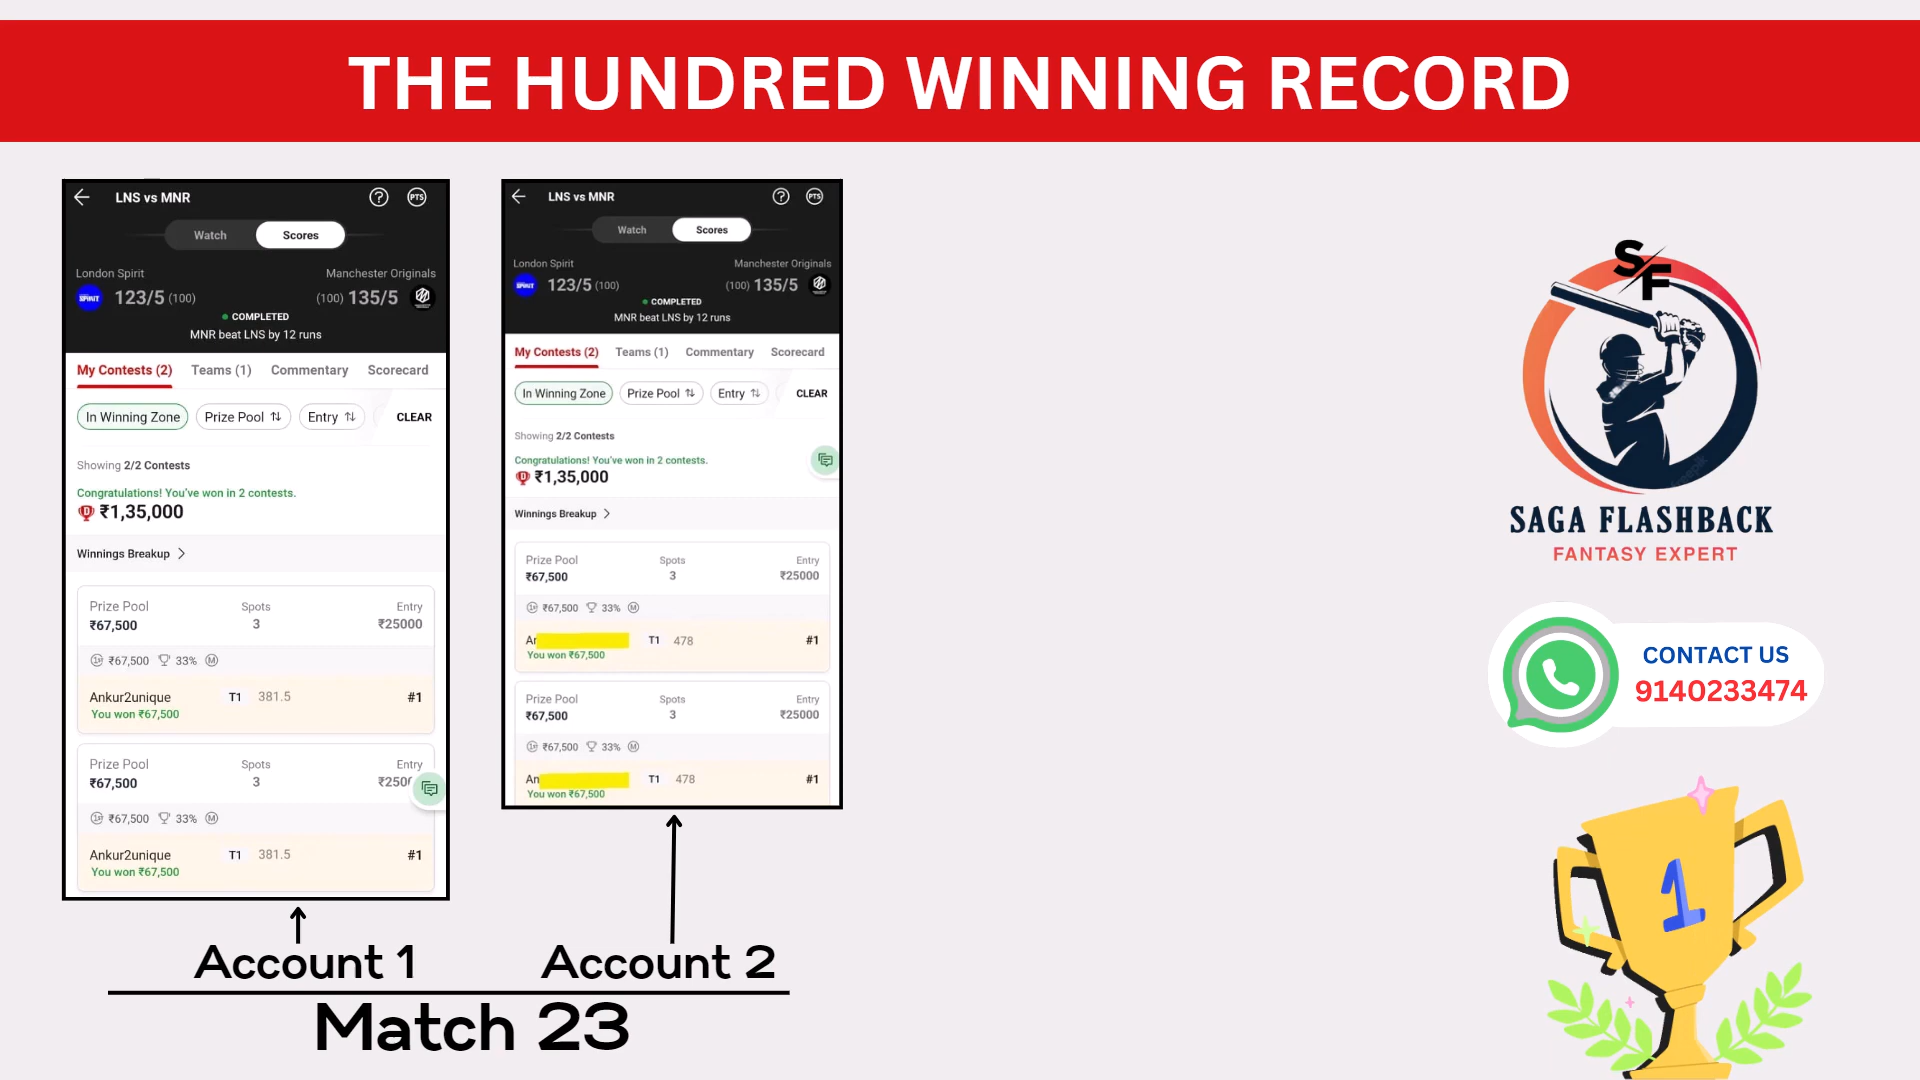 THE HUNDRED WINNING RECORD
LNS vs MNR
PTS
Watch
Scores
London Spirit
Manchester Originals
SPIRIT
123/5 (100)
(100) 135/5
COMPLETED
MNR beat LNS by 12 runs
My Contests (2) Teams (1) Commentary Scorecard
In Winning Zone Prize Pool Entry CLEAR
Showing 2/2 Contests
Congratulations! You've won in 2 contests.
₹1,35,000
Winnings Breakup
Prize Pool Spots Entry
₹67,500 3 ₹25000
₹67,500 33% M
Ankur2unique T1 381.5 #1
You won ₹67,500
Prize Pool Spots Entry
₹67,500 3 ₹2500
₹67,500 33% M
Ankur2unique T1 381.5 #1
You won ₹67,500
LNS vs MNR
PTS
Watch
Scores
London Spirit
Manchester Originals
SPIRIT
123/5 (100)
(100) 135/5
COMPLETED
MNR beat LNS by 12 runs
My Contests (2) Teams (1) Commentary Scorecard
In Winning Zone Prize Pool Entry CLEAR
Showing 2/2 Contests
Congratulations! You've won in 2 contests.
₹1,35,000
Winnings Breakup
Prize Pool Spots Entry
₹67,500 3 ₹25000
₹67,500 33% M
An T1 478 #1
You won ₹67,500
Prize Pool Spots Entry
₹67,500 3 ₹25000
₹67,500 33% M
An T1 478 #1
You won ₹67,500
Account 1
Account 2
Match 23
SF
SAGA FLASHBACK
FANTASY EXPERT
CONTACT US
9140233474
1